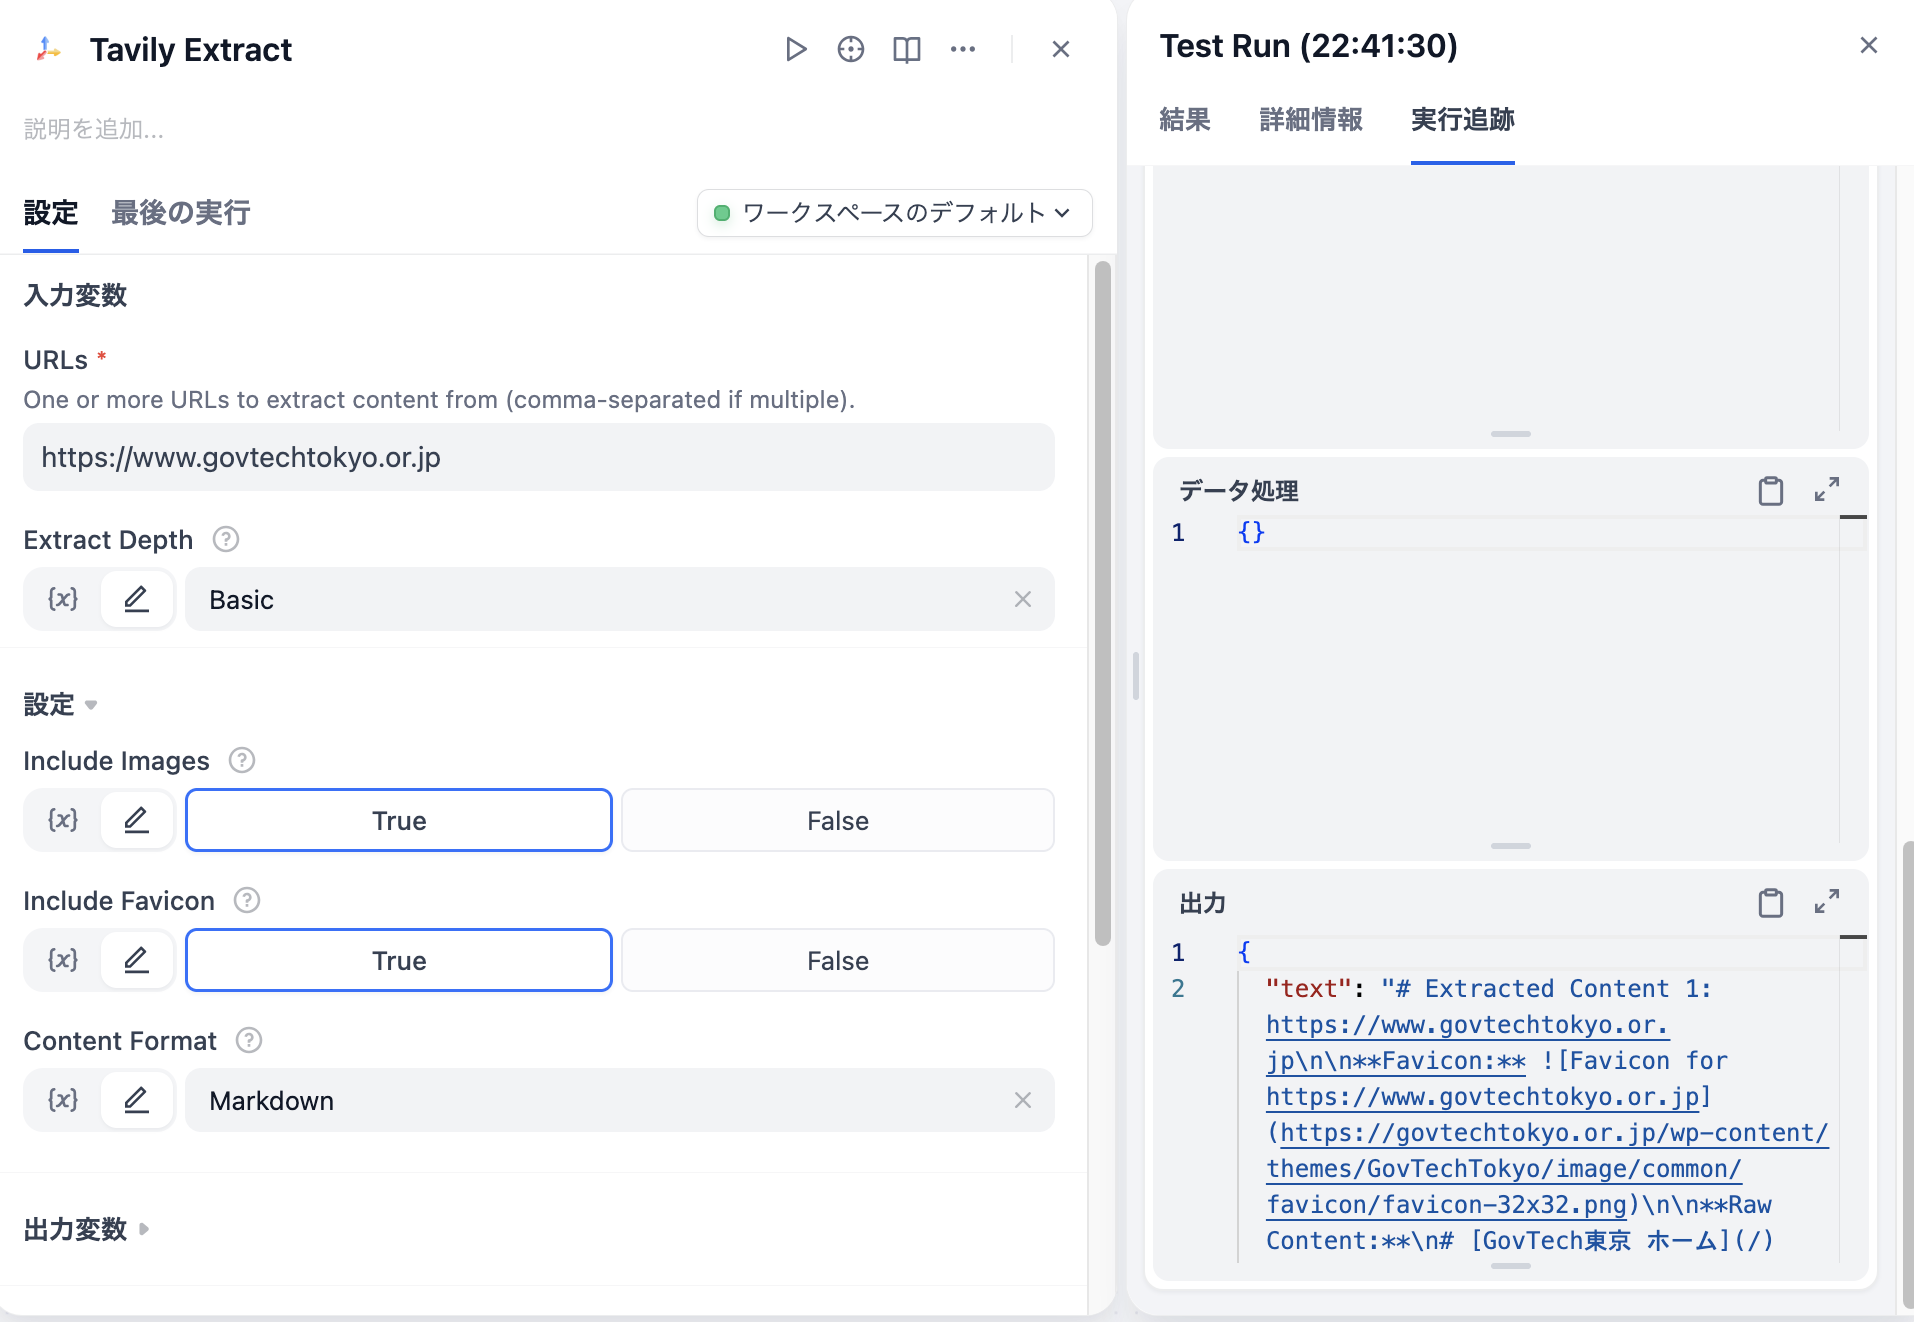 Tavily Extract
説明を追加...
設定 最後の実行 ワークスペースのデフォルト
入力変数
URLs *
One or more URLs to extract content from (comma-separated if multiple).
https://www.govtechtokyo.or.jp
Extract Depth ?
{x} Basic
設定
Include Images ?
{x} True False
Include Favicon ?
{x} True False
Content Format ?
{x} Markdown
出力変数
Test Run (22:41:30)
結果 詳細情報 実行追跡
データ処理
1 {}
出力
1 {
2 "text": "# Extracted Content 1:
https://www.govtechtokyo.or.
jp\n\n**Favicon:** ![Favicon for
https://www.govtechtokyo.or.jp]
(https://govtechtokyo.or.jp/wp-content/
themes/GovTechTokyo/image/common/
favicon/favicon-32x32.png)\n\n**Raw
Content:**\n# [GovTech東京 ホーム](/)